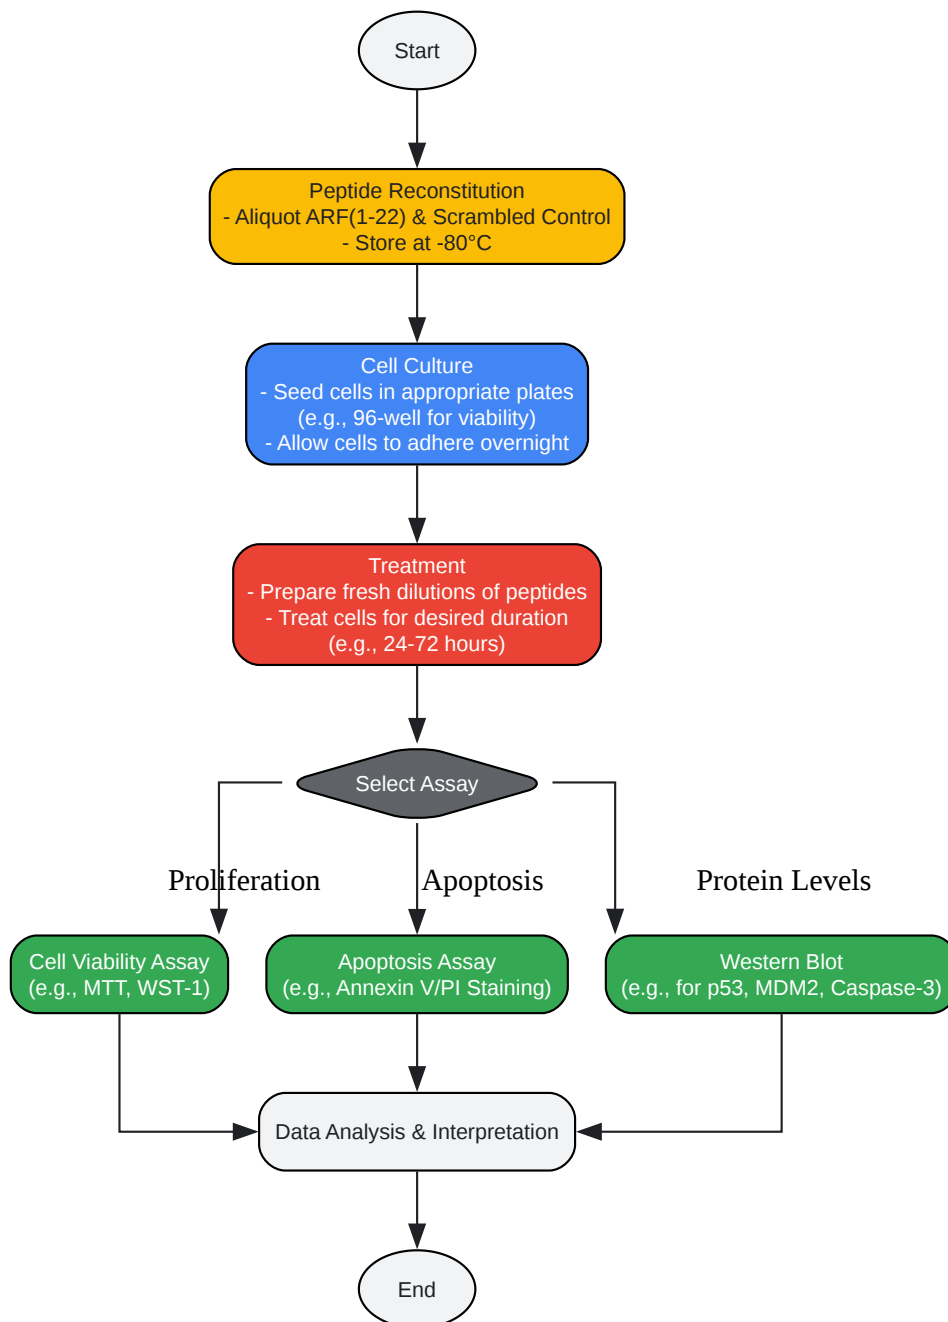 Start
Peptide Reconstitution
- Aliquot ARF(1-22) & Scrambled Control
- Store at -80°C
Cell Culture
- Seed cells in appropriate plates
(e.g., 96-well for viability)
- Allow cells to adhere overnight
Treatment
- Prepare fresh dilutions of peptides
- Treat cells for desired duration
(e.g., 24-72 hours)
Select Assay
Proliferation
Apoptosis
Protein Levels
Cell Viability Assay
(e.g., MTT, WST-1)
Apoptosis Assay
(e.g., Annexin V/PI Staining)
Western Blot
(e.g., for p53, MDM2, Caspase-3)
Data Analysis & Interpretation
End